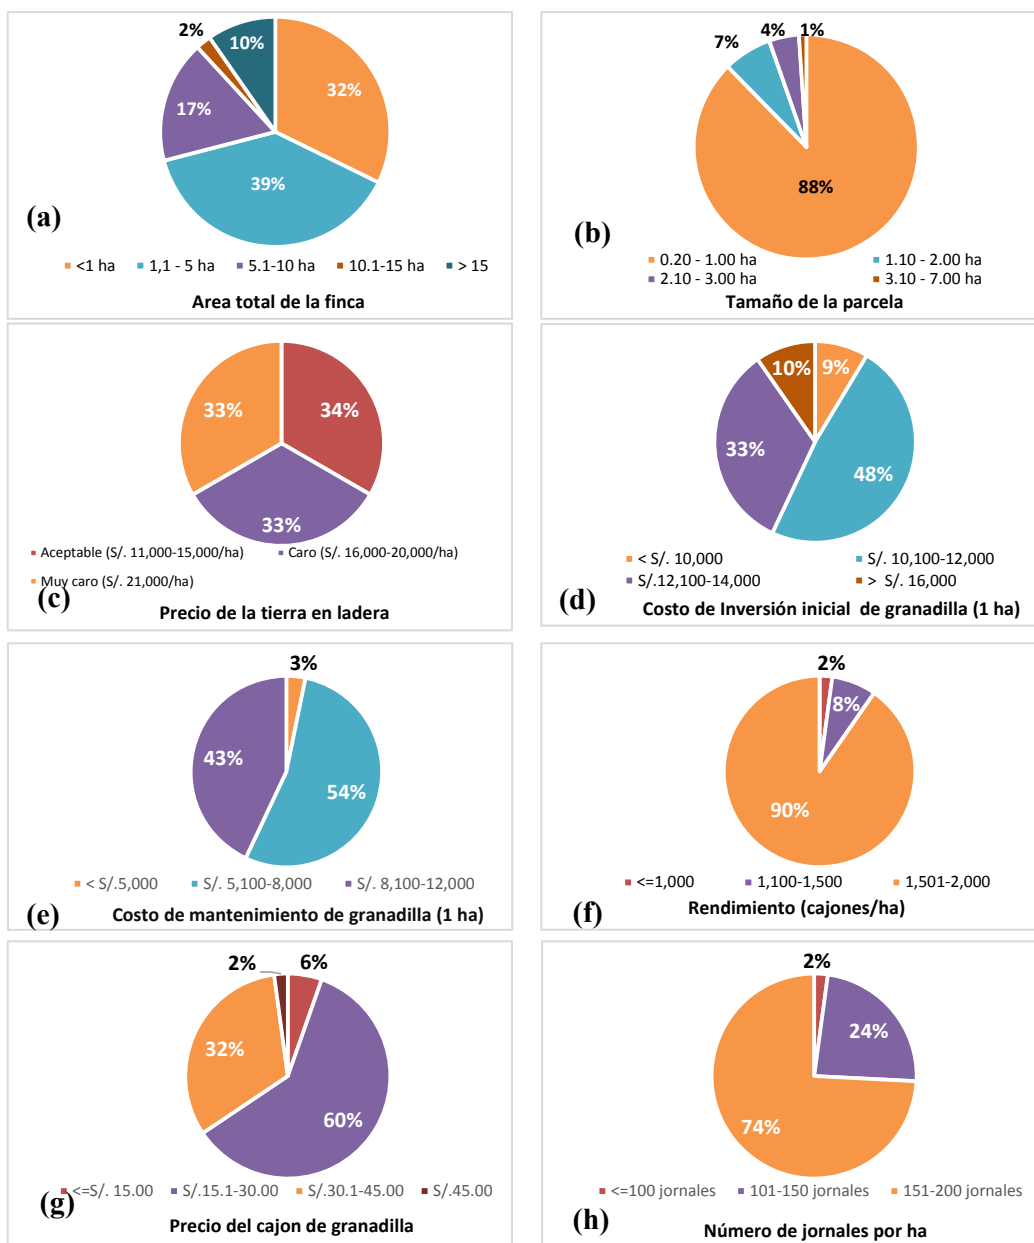 2%
10%
32%
17%
39%
(a)
<1 ha 1,1 - 5 ha 5.1-10 ha 10.1-15 ha > 15
Area total de la finca
7%
4%
1%
88%
(b)
0.20 - 1.00 ha 1.10 - 2.00 ha
2.10 - 3.00 ha 3.10 - 7.00 ha
Tamaño de la parcela
33%
34%
33%
Aceptable (S/. 11,000-15,000/ha) Caro (S/. 16,000-20,000/ha)
Muy caro (S/. 21,000/ha)
(c)
Precio de la tierra en ladera
10%
9%
33%
48%
< S/. 10,000 S/. 10,100-12,000
S/.12,100-14,000 > S/. 16,000
(d)
Costo de Inversión inicial de granadilla (1 ha)
3%
43%
54%
< S/.5,000 S/. 5,100-8,000 S/. 8,100-12,000
(e)
Costo de mantenimiento de granadilla (1 ha)
2%
8%
90%
<=1,000 1,100-1,500 1,501-2,000
(f)
Rendimiento (cajones/ha)
2%
6%
32%
60%
<=S/. 15.00 S/.15.1-30.00 S/.30.1-45.00 S/.45.00
(g)
Precio del cajon de granadilla
2%
24%
74%
<=100 jornales 101-150 jornales 151-200 jornales
(h)
Número de jornales por ha